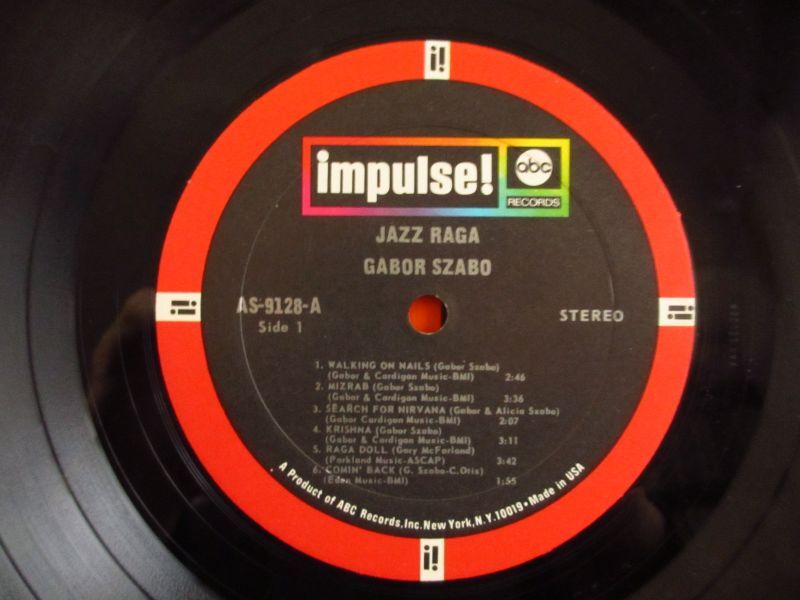 i!
impulse!
abc
RECORDS
JAZZ RAGA
GABOR SZABO
AS-9128-A
Side 1
STEREO
i!
i!
1. WALKING ON NAILS (Gabor Szabo)
(Gabor & Cardigan Music-BMI) 2:46
2. MIZRAB (Gabor Szabo)
(Gabor & Cardigan Music-BMI) 3:36
3. SEARCH FOR NIRVANA (Gabor & Alicia Szabo)
(Gabor Cardigan Music-BMI) 2:07
4. KRISHNA (Gabor Szabo)
(Gabor & Cardigan Music-BMI) 3:11
5. RAGA DOLL (Gary McFarland)
(Parkland Music-ASCAP) 3:42
6. COMIN' BACK (G. Szabo-C.Otis)
(Eden Music-BMI) 1:55
A Product of ABC Records,Inc.New York,N.Y.10019•Made in USA
i!